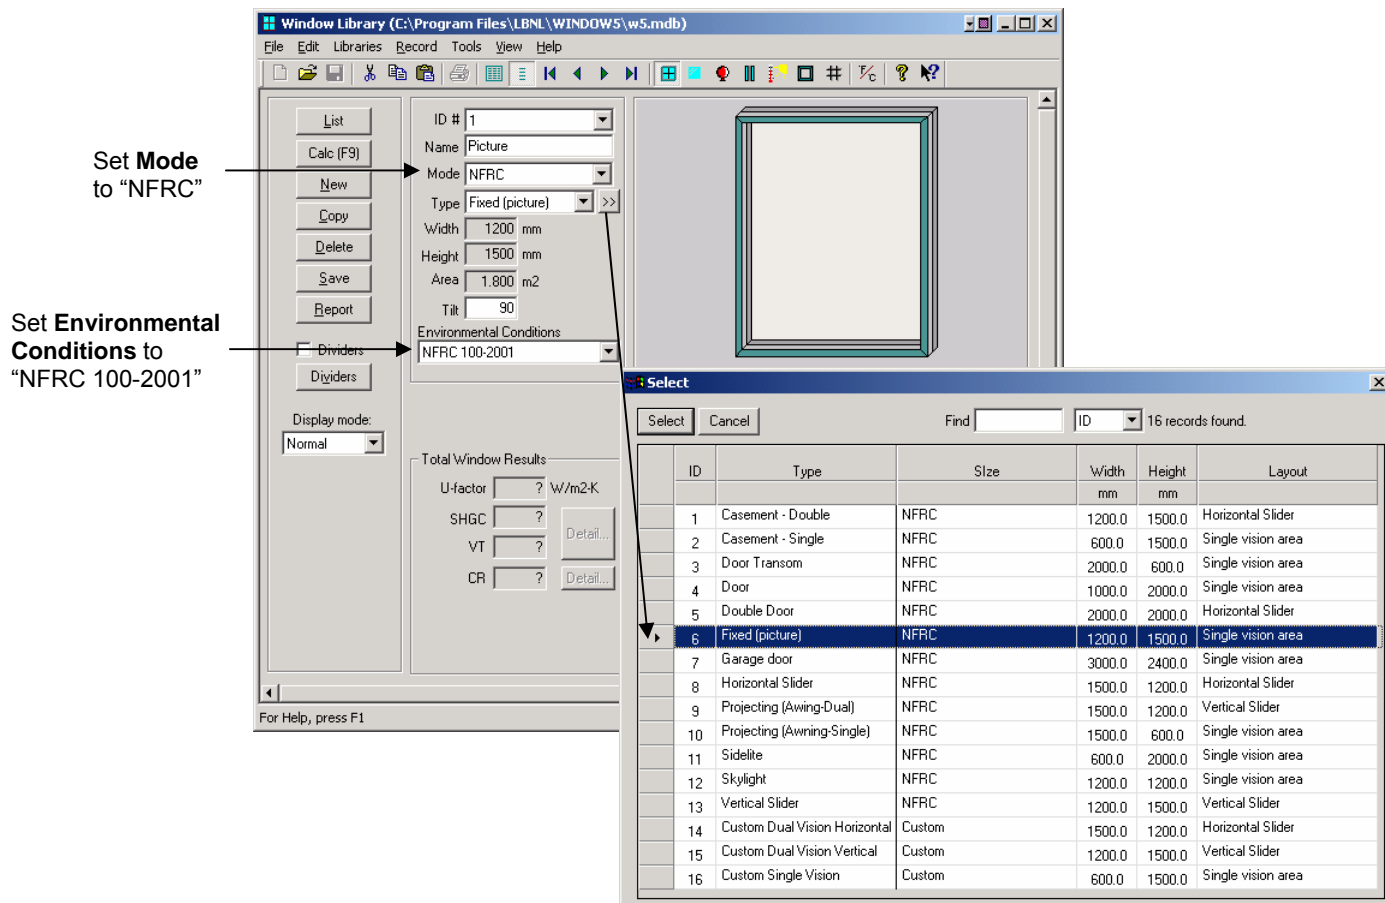 Window Library (C:\Program Files\LBNL\WINDOW5\w5.mdb)
File Edit Libraries Record Tools View Help
F/C
List
Calc (F9)
New
Copy
Delete
Save
Report
Dividers
Dividers
Display mode:
Normal
ID # 1
Name Picture
Mode NFRC
Type Fixed (picture) >>
Width 1200 mm
Height 1500 mm
Area 1.800 m2
Tilt 90
Environmental Conditions
NFRC 100-2001
Total Window Results
U-factor ? W/m2-K
SHGC ?
VT ?
Detail...
CR ? Detail...
For Help, press F1
Set Mode
to “NFRC”
Set Environmental
Conditions to
“NFRC 100-2001”
Select
Select Cancel Find ID 16 records found.
ID Type SIze Width Height Layout
mm mm
1 Casement - Double NFRC 1200.0 1500.0 Horizontal Slider
2 Casement - Single NFRC 600.0 1500.0 Single vision area
3 Door Transom NFRC 2000.0 600.0 Single vision area
4 Door NFRC 1000.0 2000.0 Single vision area
5 Double Door NFRC 2000.0 2000.0 Horizontal Slider
6 Fixed (picture) NFRC 1200.0 1500.0 Single vision area
7 Garage door NFRC 3000.0 2400.0 Single vision area
8 Horizontal Slider NFRC 1500.0 1200.0 Horizontal Slider
9 Projecting (Awing-Dual) NFRC 1500.0 1200.0 Vertical Slider
10 Projecting (Awning-Single) NFRC 1500.0 600.0 Single vision area
11 Sidelite NFRC 600.0 2000.0 Single vision area
12 Skylight NFRC 1200.0 1200.0 Single vision area
13 Vertical Slider NFRC 1200.0 1500.0 Vertical Slider
14 Custom Dual Vision Horizontal Custom 1500.0 1200.0 Horizontal Slider
15 Custom Dual Vision Vertical Custom 1200.0 1500.0 Vertical Slider
16 Custom Single Vision Custom 600.0 1500.0 Single vision area